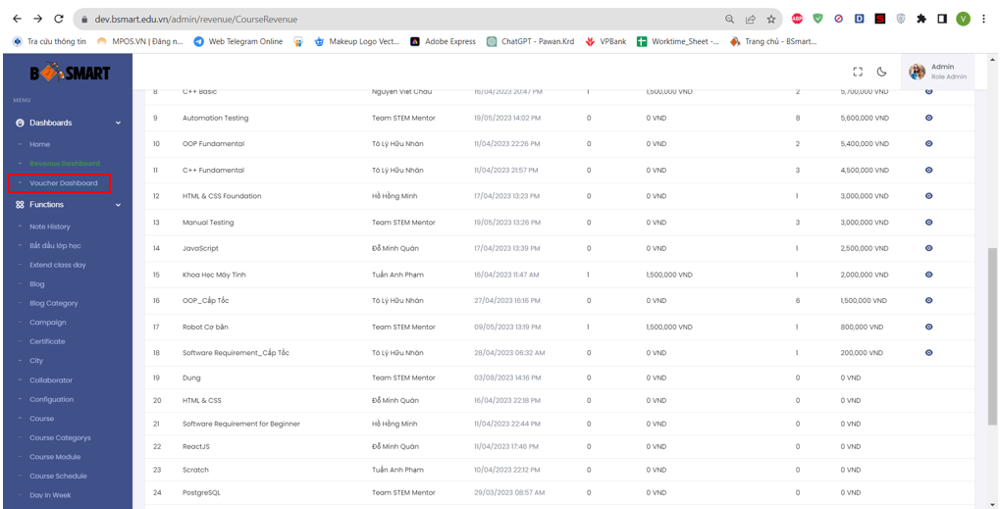 dev.bsmart.edu.vn/admin/revenue/CourseRevenue
ABP D S V
Tra cứu thông tin MPOS.VN | Đăng n... Web Telegram Online Makeup Logo Vect... Adobe Express ChatGPT - Pawan.Krd VPBank Worktime_Sheet -... Trang chủ - BSmart...
B SMART
Admin
Role Admin
MENU
Dashboards
Home
Revenue Dashboard
Voucher Dashboard
Functions
Note History
Bắt đầu lớp học
Extend class day
Blog
Blog Category
Campaign
Certificate
City
Collaborator
Configuation
Course
Course Categorys
Course Module
Course Schedule
Day In Week
8 C++ Basic Nguyễn Viết Châu 16/04/2023 20:47 PM 1 1,500,000 VND 2 5,700,000 VND
9 Automation Testing Team STEM Mentor 19/05/2023 14:02 PM 0 0 VND 8 5,600,000 VND
10 OOP Fundamental Tô Lý Hữu Nhân 11/04/2023 22:26 PM 0 0 VND 2 5,400,000 VND
11 C++ Fundamental Tô Lý Hữu Nhân 11/04/2023 21:57 PM 0 0 VND 3 4,500,000 VND
12 HTML & CSS Foundation Hồ Hồng Minh 17/04/2023 13:23 PM 0 0 VND 1 3,000,000 VND
13 Manual Testing Team STEM Mentor 19/05/2023 13:26 PM 0 0 VND 3 3,000,000 VND
14 JavaScript Đỗ Minh Quân 17/04/2023 13:39 PM 0 0 VND 1 2,500,000 VND
15 Khoa Học Máy Tính Tuấn Anh Phạm 16/04/2023 11:47 AM 1 1,500,000 VND 1 2,000,000 VND
16 OOP_Cấp Tốc Tô Lý Hữu Nhân 27/04/2023 16:16 PM 0 0 VND 6 1,500,000 VND
17 Robot Cơ bản Team STEM Mentor 09/05/2023 13:19 PM 1 1,500,000 VND 1 800,000 VND
18 Software Requirement_Cấp Tốc Tô Lý Hữu Nhân 28/04/2023 06:32 AM 0 0 VND 1 200,000 VND
19 Dung Team STEM Mentor 03/08/2023 14:16 PM 0 0 VND 0 0 VND
20 HTML & CSS Đỗ Minh Quân 16/04/2023 22:18 PM 0 0 VND 0 0 VND
21 Software Requirement for Beginner Hồ Hồng Minh 11/04/2023 22:44 PM 0 0 VND 0 0 VND
22 ReactJS Đỗ Minh Quân 11/04/2023 17:46 PM 0 0 VND 0 0 VND
23 Scratch Tuấn Anh Phạm 10/04/2023 22:12 PM 0 0 VND 0 0 VND
24 PostgreSQL Team STEM Mentor 29/03/2023 08:57 AM 0 0 VND 0 0 VND